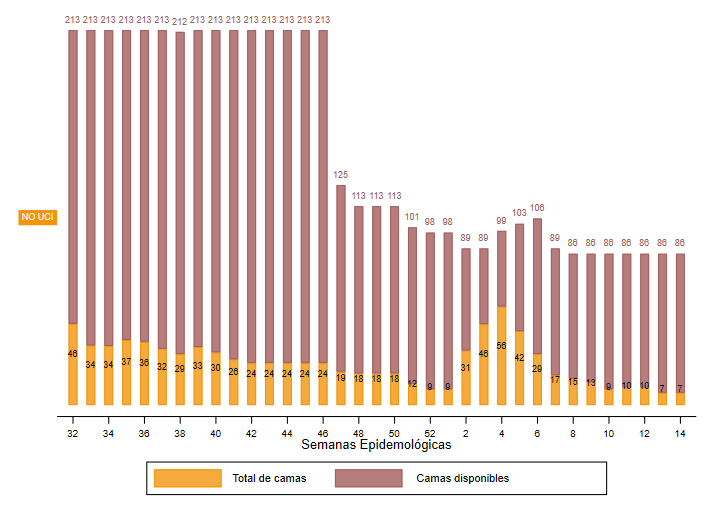 213 213 213 213 213 213 212 213 213 213 213 213 213 213 213
125
113 113 113
101 98 98
89 89
99
103
106
89
86 86 86 86 86 86 86
NO UCI
46 34 34 37 36 32 29 33 30 26 24 24 24 24 24 19 18 18 18 12 9 9 31 46 56 42 29 17 15 13 9 10 10 7 7
32 34 36 38 40 42 44 46 48 50 52 2 4 6 8 10 12 14
Semanas Epidemológicas
Total de camas
Camas disponibles